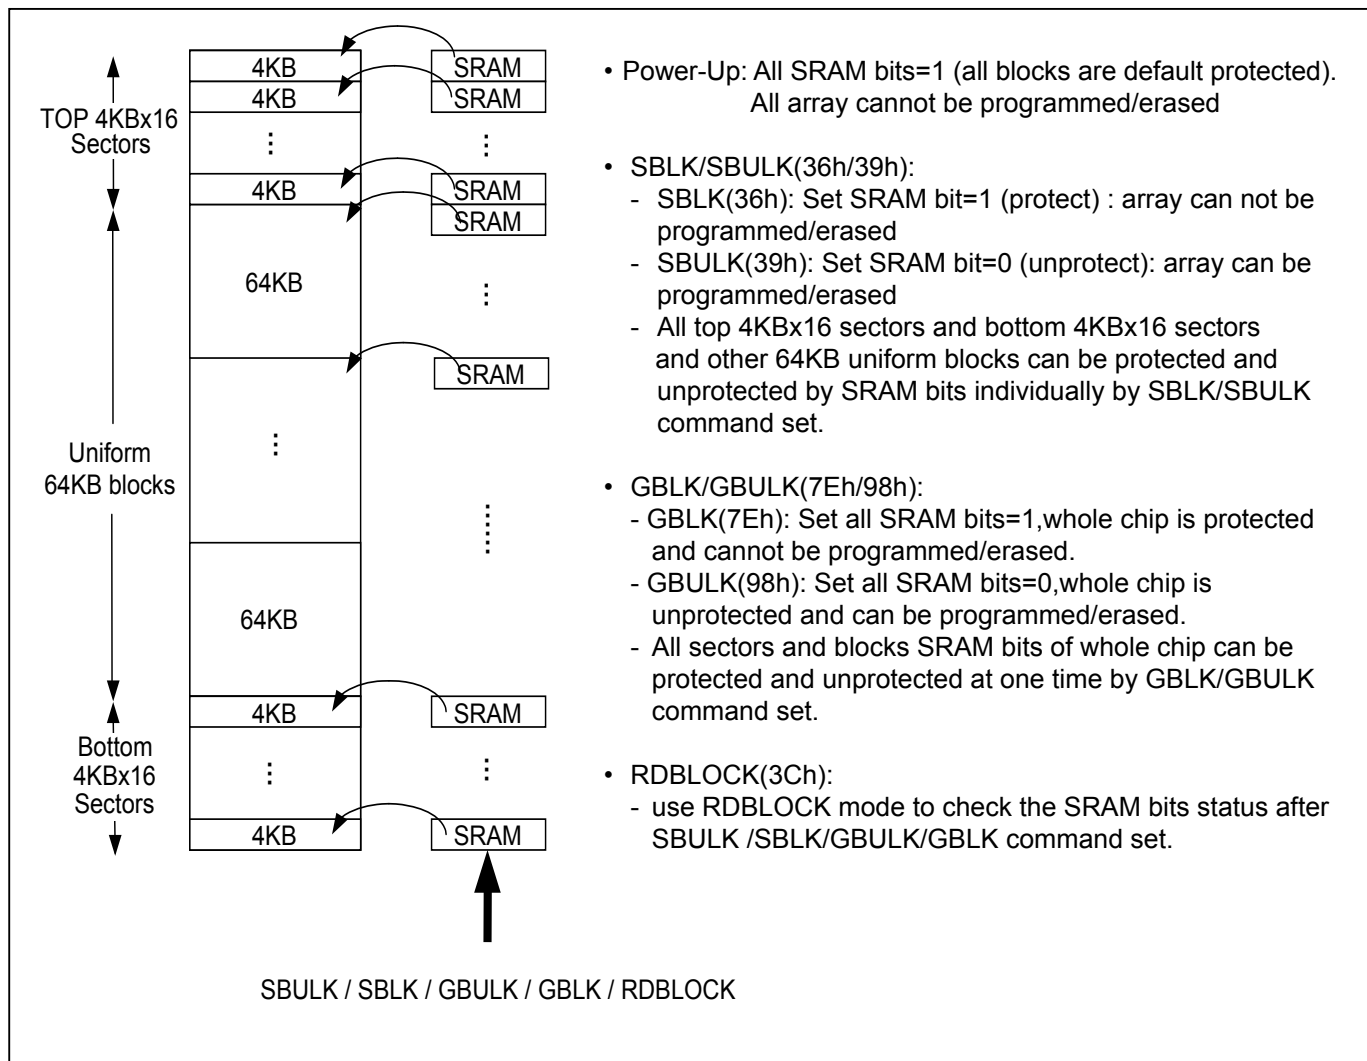 4KB
SRAM
4KB
SRAM
TOP 4KBx16
Sectors
4KB
SRAM
SRAM
64KB
SRAM
Uniform
64KB blocks
64KB
4KB
SRAM
Bottom
4KBx16
Sectors
4KB
SRAM
SBULK / SBLK / GBULK / GBLK / RDBLOCK
• Power-Up: All SRAM bits=1 (all blocks are default protected).
All array cannot be programmed/erased
• SBLK/SBULK(36h/39h):
- SBLK(36h): Set SRAM bit=1 (protect) : array can not be
programmed/erased
- SBULK(39h): Set SRAM bit=0 (unprotect): array can be
programmed/erased
- All top 4KBx16 sectors and bottom 4KBx16 sectors
and other 64KB uniform blocks can be protected and
unprotected by SRAM bits individually by SBLK/SBULK
command set.
• GBLK/GBULK(7Eh/98h):
- GBLK(7Eh): Set all SRAM bits=1,whole chip is protected
and cannot be programmed/erased.
- GBULK(98h): Set all SRAM bits=0,whole chip is
unprotected and can be programmed/erased.
- All sectors and blocks SRAM bits of whole chip can be
protected and unprotected at one time by GBLK/GBULK
command set.
• RDBLOCK(3Ch):
- use RDBLOCK mode to check the SRAM bits status after
SBULK /SBLK/GBULK/GBLK command set.